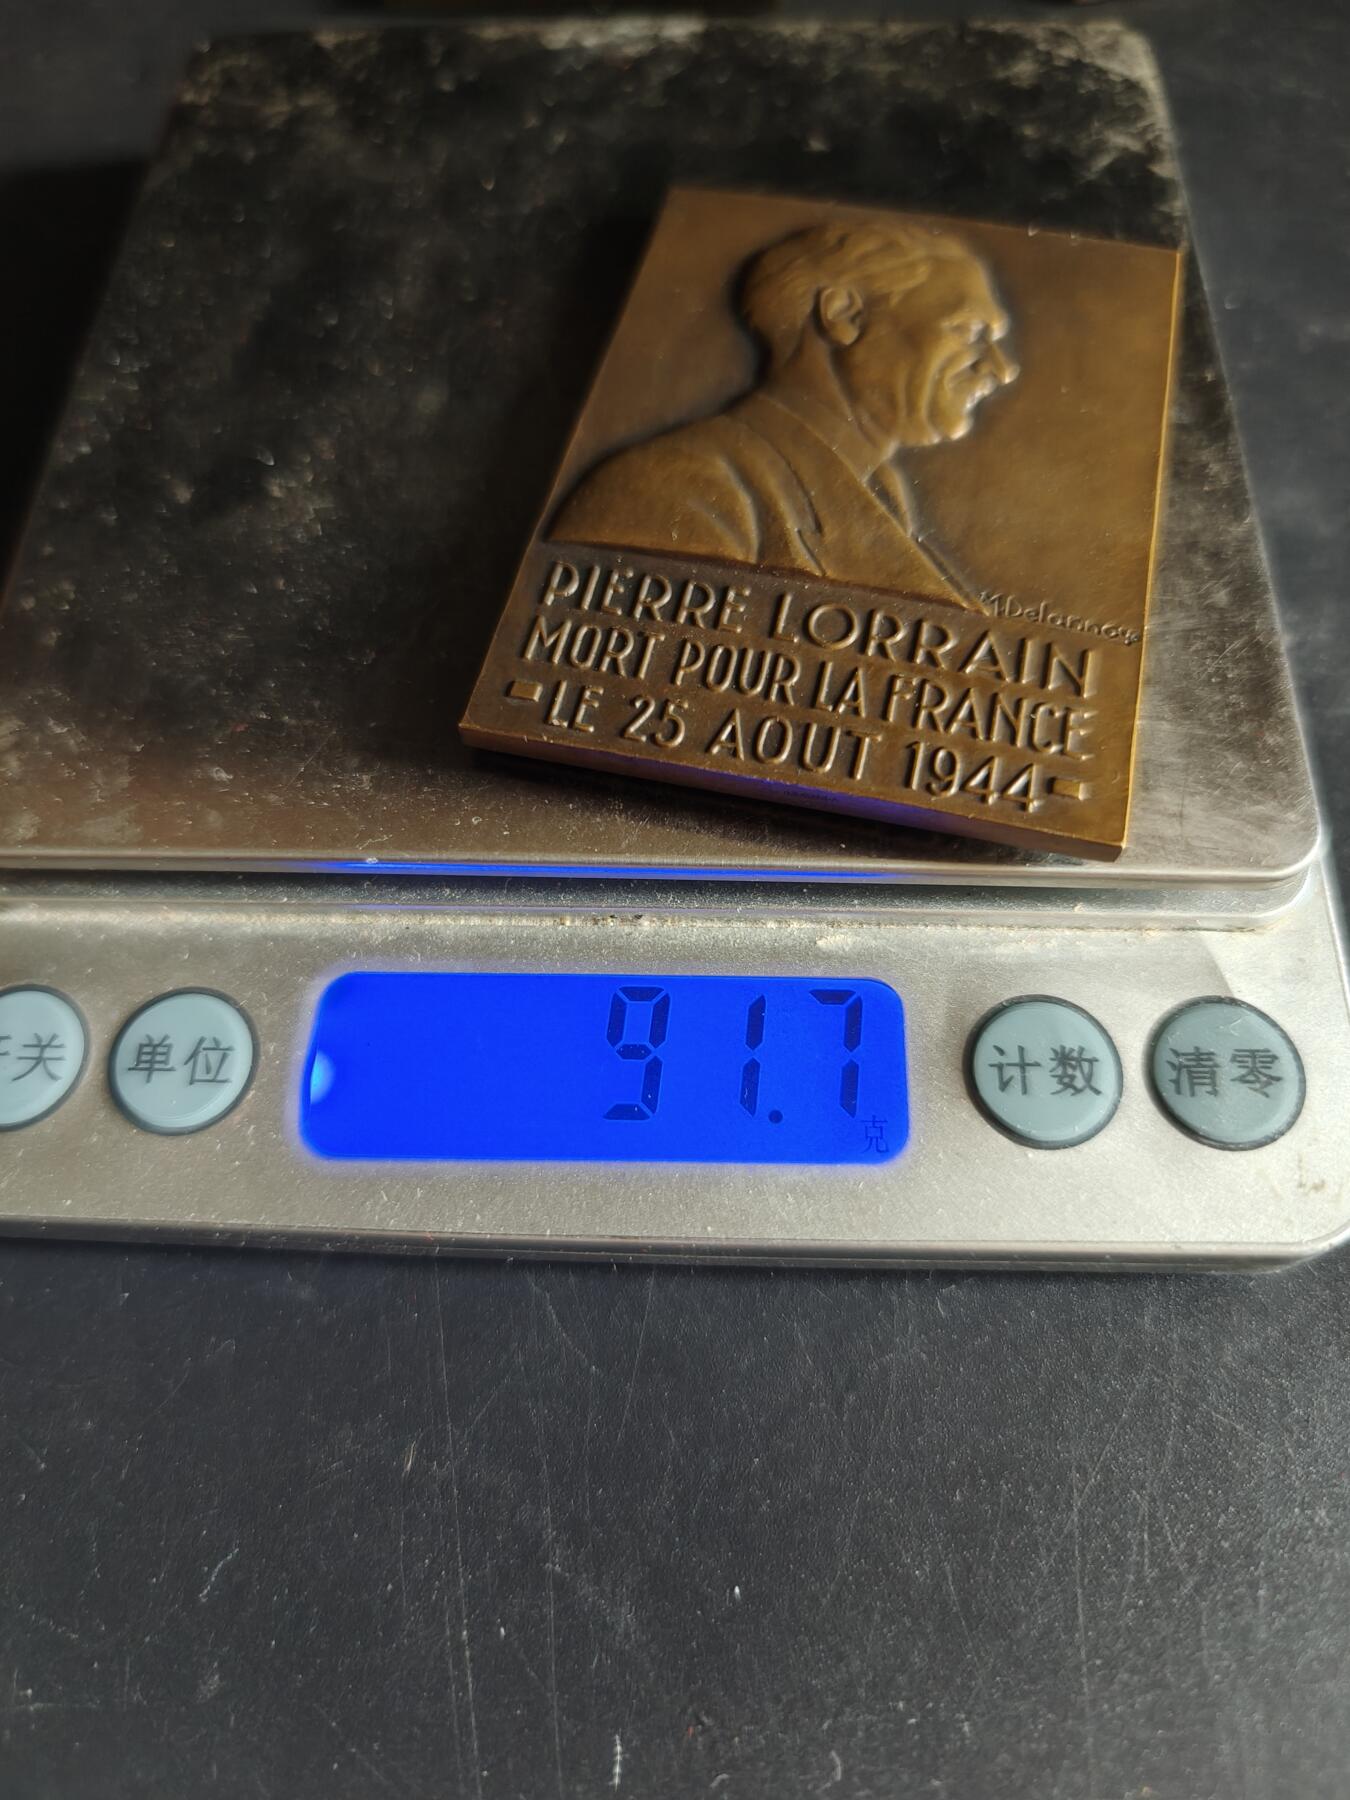 M Delannoy
PIERRE LORRAIN
MORT POUR LA FRANCE
LE 25 AOUT 1944
关
单位
91.7
克
计数
清零